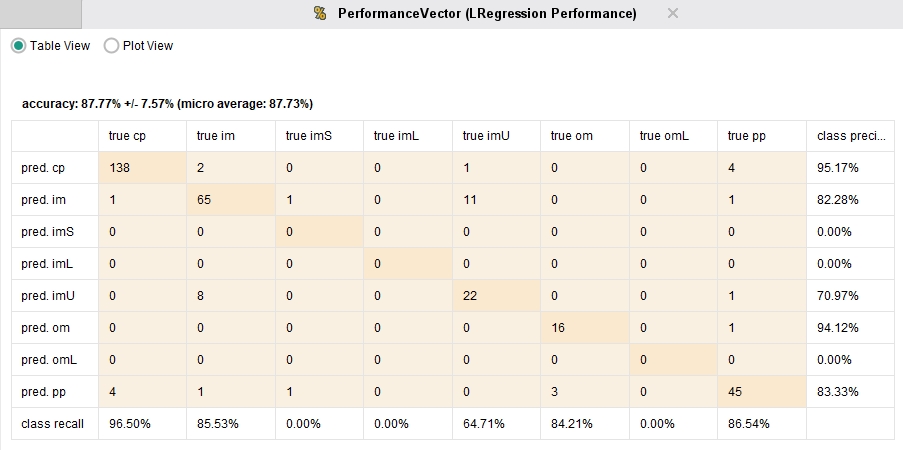 PerformanceVector (LRegression Performance)
Table View Plot View
accuracy: 87.77% +/- 7.57% (micro average: 87.73%)
true cp true im true imS true imL true imU true om true omL true pp class preci...
pred. cp 138 2 0 0 1 0 0 4 95.17%
pred. im 1 65 1 0 11 0 0 1 82.28%
pred. imS 0 0 0 0 0 0 0 0 0.00%
pred. imL 0 0 0 0 0 0 0 0 0.00%
pred. imU 0 8 0 0 22 0 0 1 70.97%
pred. om 0 0 0 0 0 16 0 1 94.12%
pred. omL 0 0 0 0 0 0 0 0 0.00%
pred. pp 4 1 1 0 0 3 0 45 83.33%
class recall 96.50% 85.53% 0.00% 0.00% 64.71% 84.21% 0.00% 86.54%